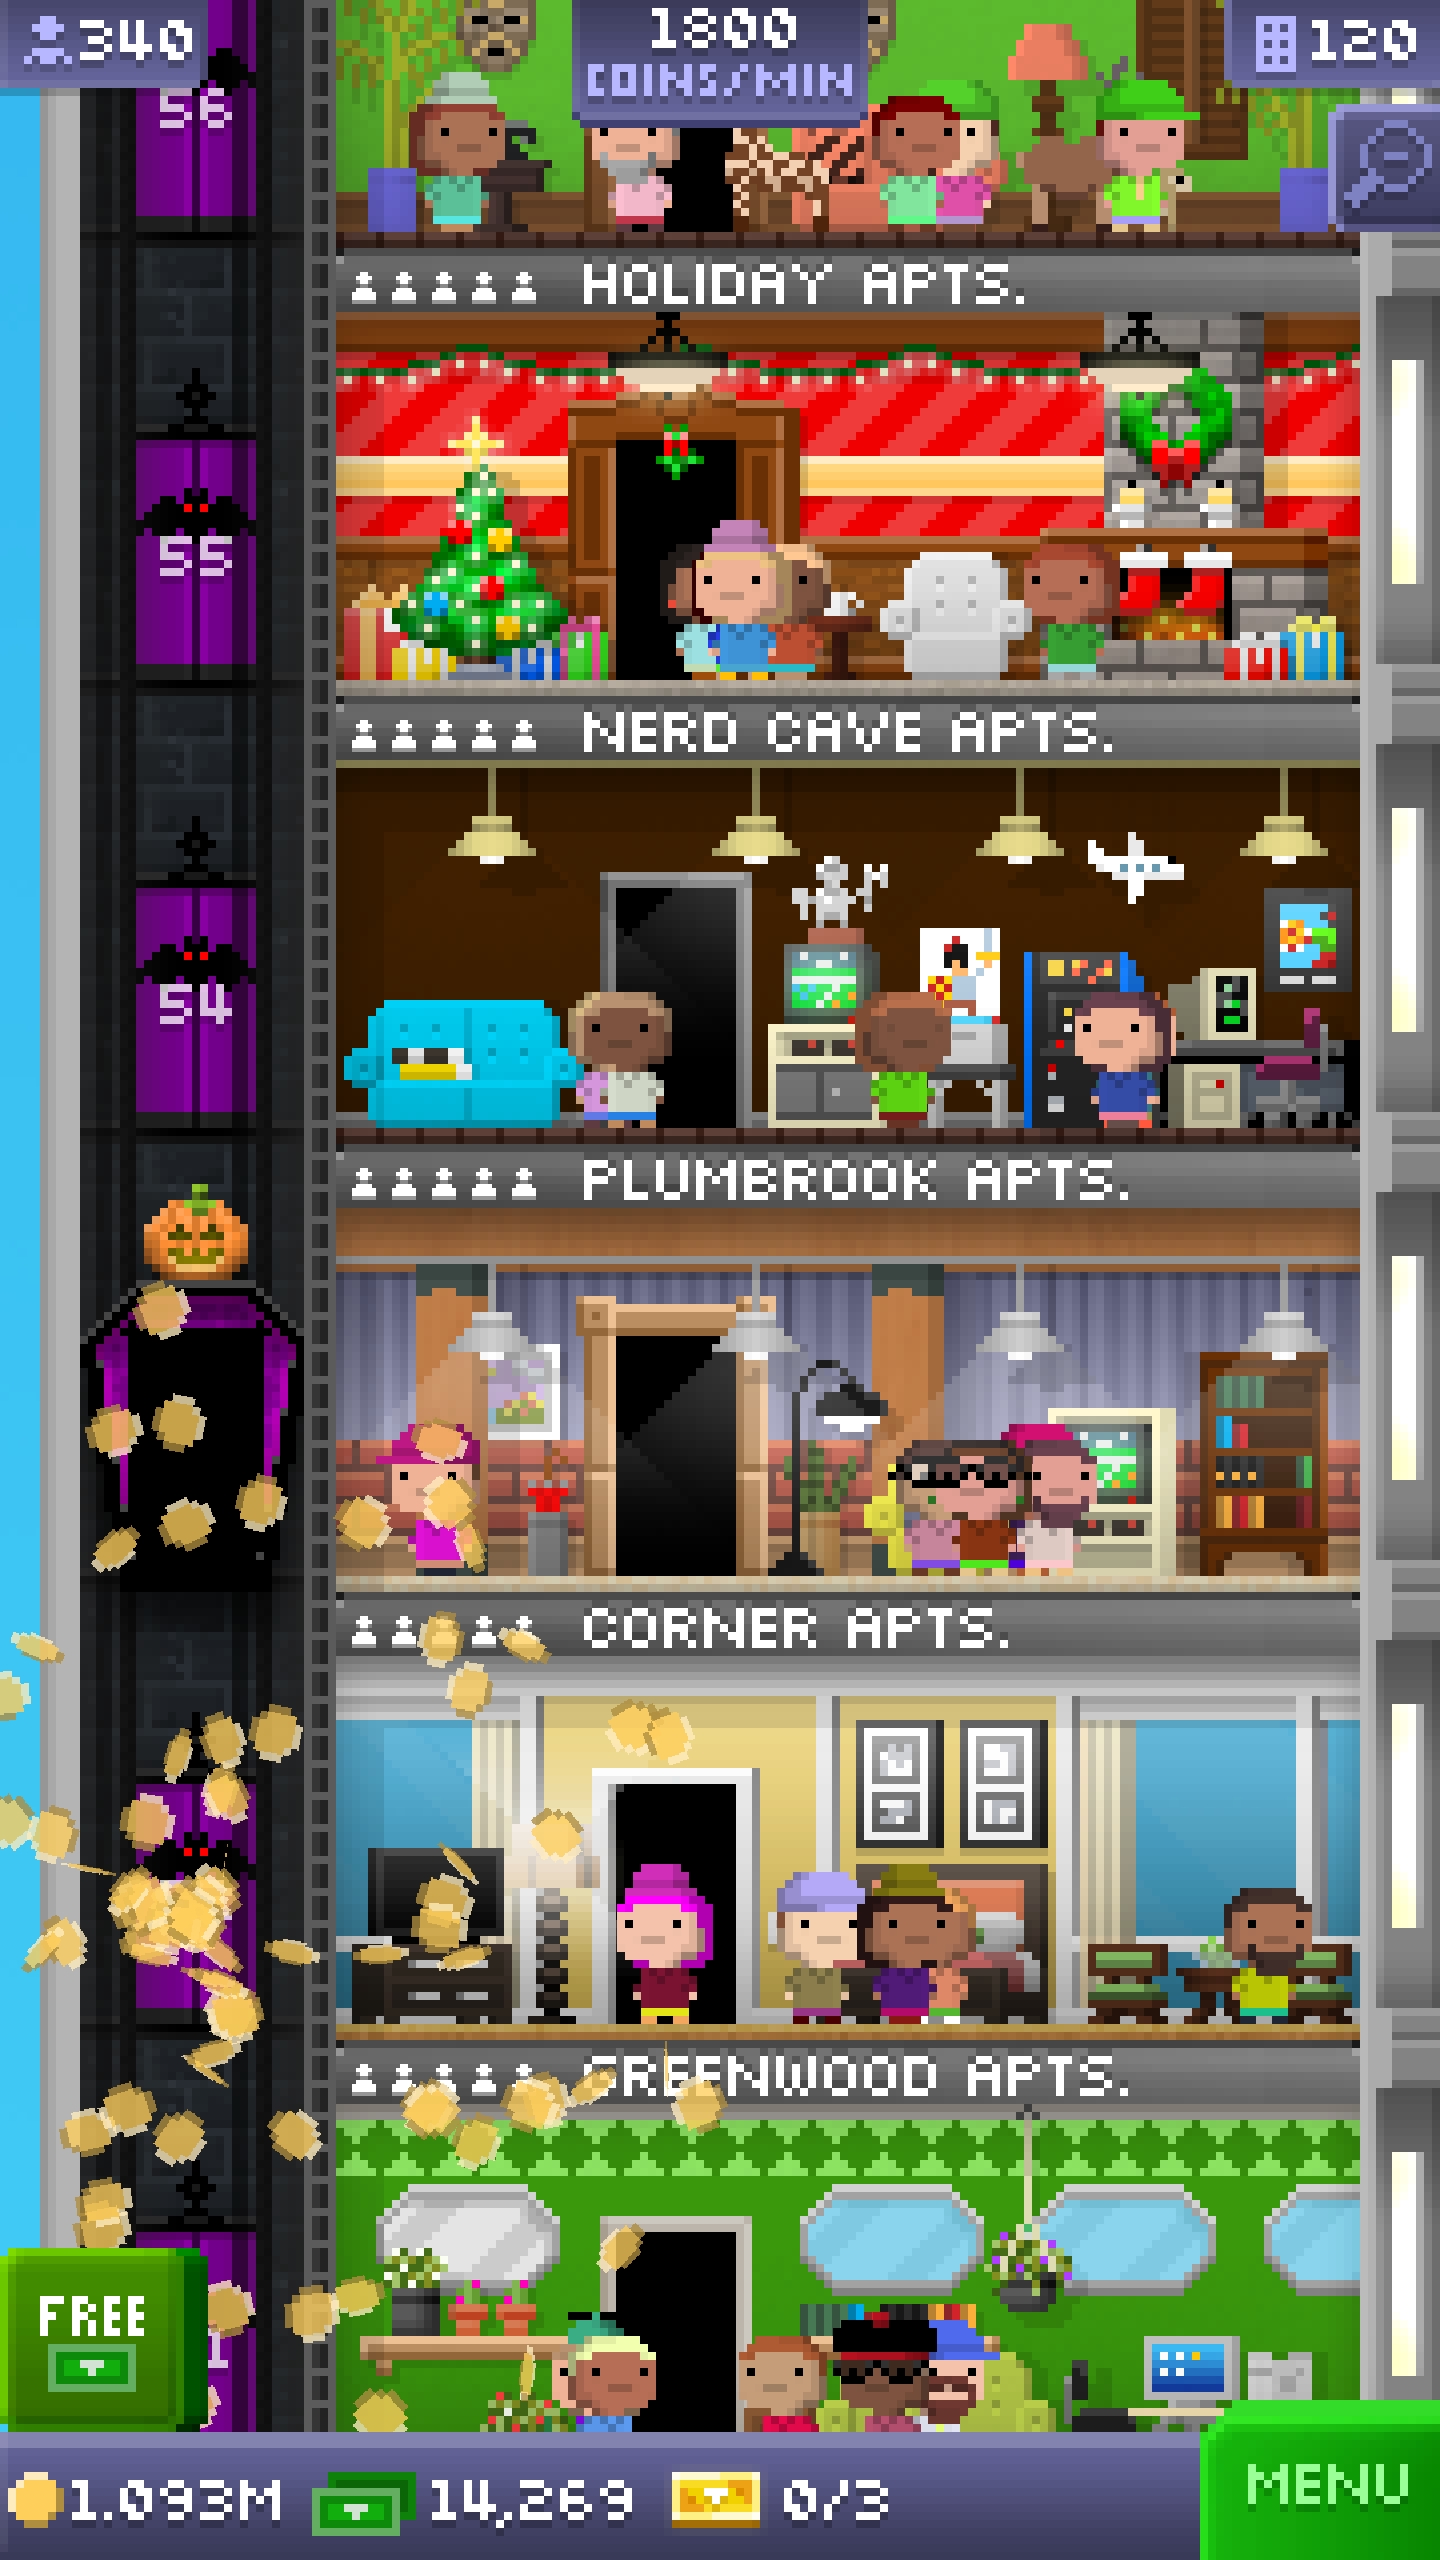 340
1800
COINS/MIN
120
56
HOLIDAY APTS.
55
NERD CAVE APTS.
54
PLUMBROOK APTS.
CORNER APTS.
GREENWOOD APTS.
FREE
1.093M
14,269
0/3
MENU